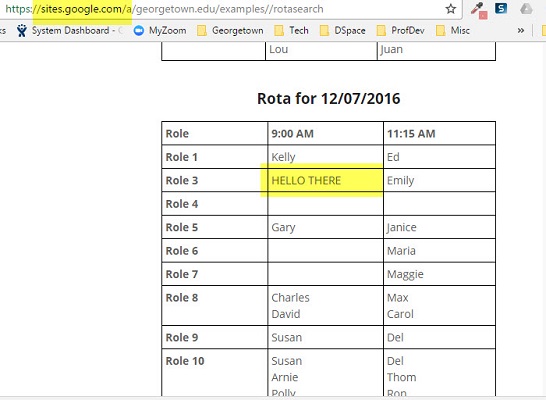 https://sites.google.com/a/georgetown.edu/examples//rotasearch
System Dashboard - MyZoom Georgetown Tech DSpace ProfDev Misc »
Lou Juan
Rota for 12/07/2016
Role 9:00 AM 11:15 AM
Role 1 Kelly Ed
Role 3 HELLO THERE Emily
Role 4
Role 5 Gary Janice
Role 6 Maria
Role 7 Maggie
Role 8 Charles Max
David Carol
Role 9 Susan Del
Role 10 Susan Del
Arnie Thom
Polly Ron